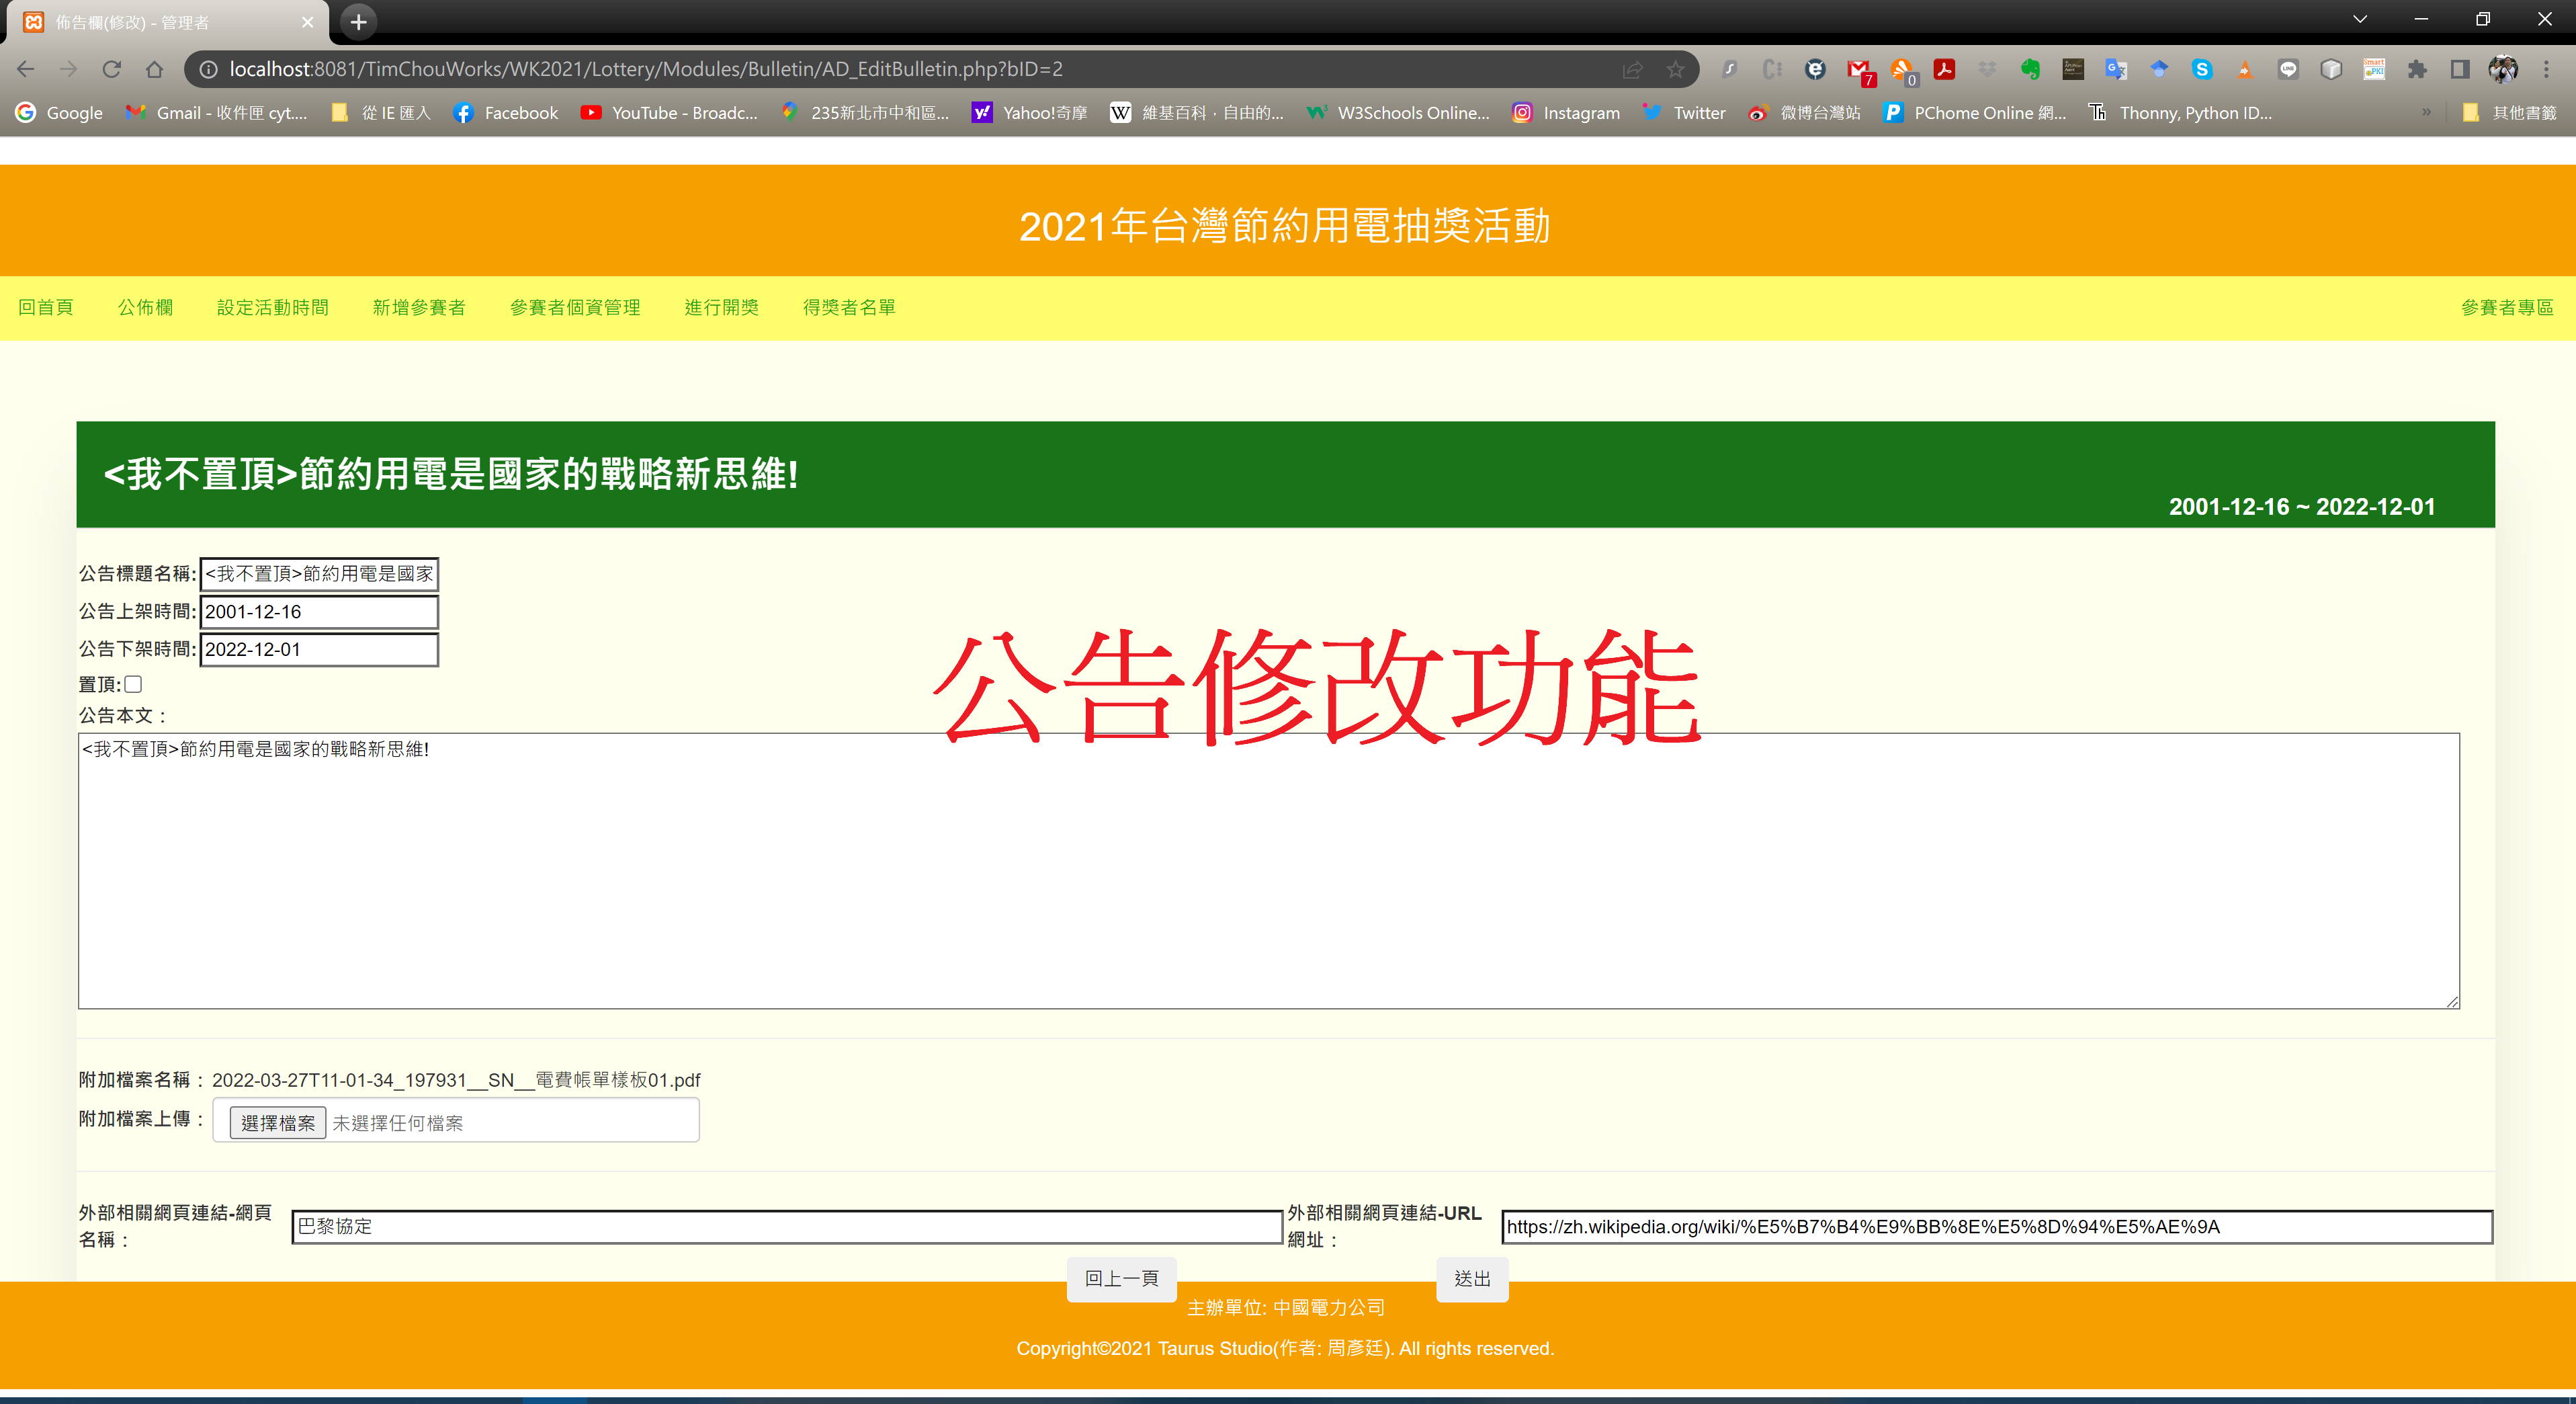 佈告欄(修改) - 管理者
localhost:8081/TimChouWorks/WK2021/Lottery/Modules/Bulletin/AD_EditBulletin.php?bID=2
7
0
Google
Gmail - 收件匣 cyt....
從 IE 匯入
Facebook
YouTube - Broadc...
235新北市中和區...
Yahoo!奇摩
維基百科，自由的...
W3Schools Online...
Instagram
Twitter
微博台灣站
PChome Online 網...
Thonny, Python ID...
»
其他書籤
2021年台灣節約用電抽獎活動
回首頁
公佈欄
設定活動時間
新增參賽者
參賽者個資管理
進行開獎
得獎者名單
參賽者專區
<我不置頂>節約用電是國家的戰略新思維!
2001-12-16 ~ 2022-12-01
公告標題名稱: <我不置頂>節約用電是國家
公告上架時間: 2001-12-16
公告下架時間: 2022-12-01
置頂:
公告本文：
公告修改功能
<我不置頂>節約用電是國家的戰略新思維!
附加檔案名稱： 2022-03-27T11-01-34_197931__SN__電費帳單樣板01.pdf
附加檔案上傳： 選擇檔案 未選擇任何檔案
外部相關網頁連結-網頁
名稱：
巴黎協定
外部相關網頁連結-URL
網址：
https://zh.wikipedia.org/wiki/%E5%B7%B4%E9%BB%8E%E5%8D%94%E5%AE%9A
回上一頁
送出
主辦單位: 中國電力公司
Copyright©2021 Taurus Studio(作者: 周彥廷). All rights reserved.